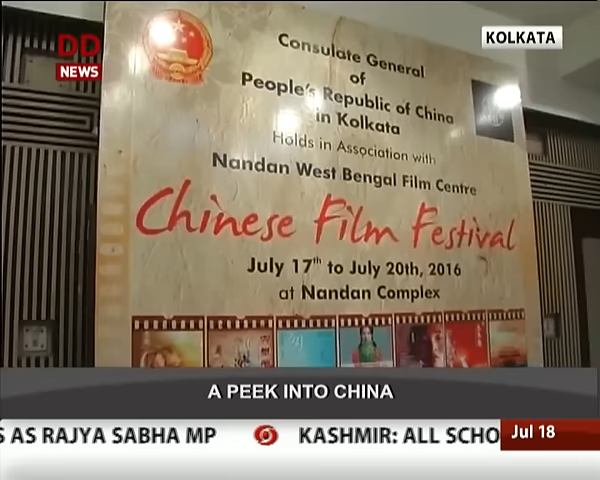 DD
NEWS
KOLKATA
Consulate General
of
People's Republic of China
in Kolkata
Holds in Association with
Nandan West Bengal Film Centre
Chinese Film Festival
July 17th to July 20th, 2016
at Nandan Complex
A PEEK INTO CHINA
S AS RAJYA SABHA MP
KASHMIR: ALL SCHO
Jul 18